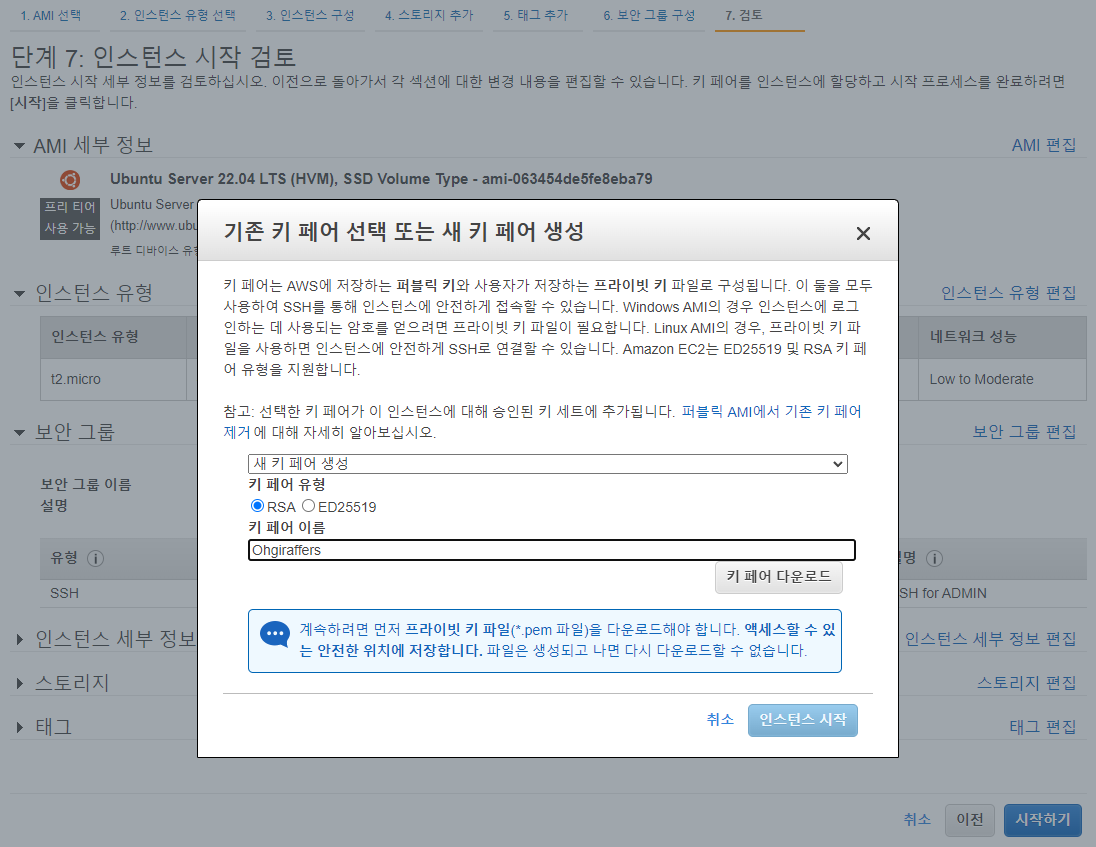 1. AMI 선택 2. 인스턴스 유형 선택 3. 인스턴스 구성 4. 스토리지 추가 5. 태그 추가 6. 보안 그룹 구성 7. 검토
단계 7: 인스턴스 시작 검토
인스턴스 시작 세부 정보를 검토하십시오. 이전으로 돌아가서 각 섹션에 대한 변경 내용을 편집할 수 있습니다. 키 페어를 인스턴스에 할당하고 시작 프로세스를 완료하려면
[시작]을 클릭합니다.
AMI 세부 정보 AMI 편집
Ubuntu Server 22.04 LTS (HVM), SSD Volume Type - ami-063454de5fe8eba79
프리 티어
사용 가능
Ubuntu Server
(http://www.ubu
루트 디바이스 유형
인스턴스 유형 인스턴스 유형 편집
인스턴스 유형 네트워크 성능
t2.micro Low to Moderate
보안 그룹 보안 그룹 편집
보안 그룹 이름
설명
유형 설명
SSH SH for ADMIN
인스턴스 세부 정보 인스턴스 세부 정보 편집
스토리지 스토리지 편집
태그 태그 편집
기존 키 페어 선택 또는 새 키 페어 생성
키 페어는 AWS에 저장하는 퍼블릭 키와 사용자가 저장하는 프라이빗 키 파일로 구성됩니다. 이 둘을 모두
사용하여 SSH를 통해 인스턴스에 안전하게 접속할 수 있습니다. Windows AMI의 경우 인스턴스에 로그
인하는 데 사용되는 암호를 얻으려면 프라이빗 키 파일이 필요합니다. Linux AMI의 경우, 프라이빗 키 파
일을 사용하면 인스턴스에 안전하게 SSH로 연결할 수 있습니다. Amazon EC2는 ED25519 및 RSA 키 페
어 유형을 지원합니다.
참고: 선택한 키 페어가 이 인스턴스에 대해 승인된 키 세트에 추가됩니다. 퍼블릭 AMI에서 기존 키 페어
제거 에 대해 자세히 알아보십시오.
새 키 페어 생성
키 페어 유형
RSA ED25519
키 페어 이름
Ohgiraffers
키 페어 다운로드
계속하려면 먼저 프라이빗 키 파일(*.pem 파일)을 다운로드해야 합니다. 액세스할 수 있
는 안전한 위치에 저장합니다. 파일은 생성되고 나면 다시 다운로드할 수 없습니다.
취소 인스턴스 시작
취소 이전 시작하기